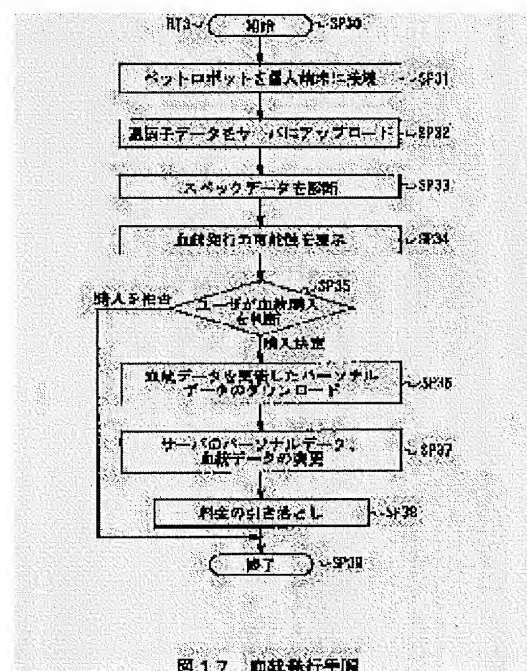 RT3 開始 SP30
ペットロボットを個人端末に接続 SP31
遺伝子データをサーバにアップロード SP32
スペックデータを診断 SP33
血統発行の可能性を表示 SP34
SP35
購入を拒否 ユーザが血統購入
を判断
購入決定
血統データを更新したパーソナル
データのダウンロード SP36
サーバのパーソナルデータ、
血統データの変更 SP37
料金の引き落とし SP38
終了 SP39
図17 血統発行手順